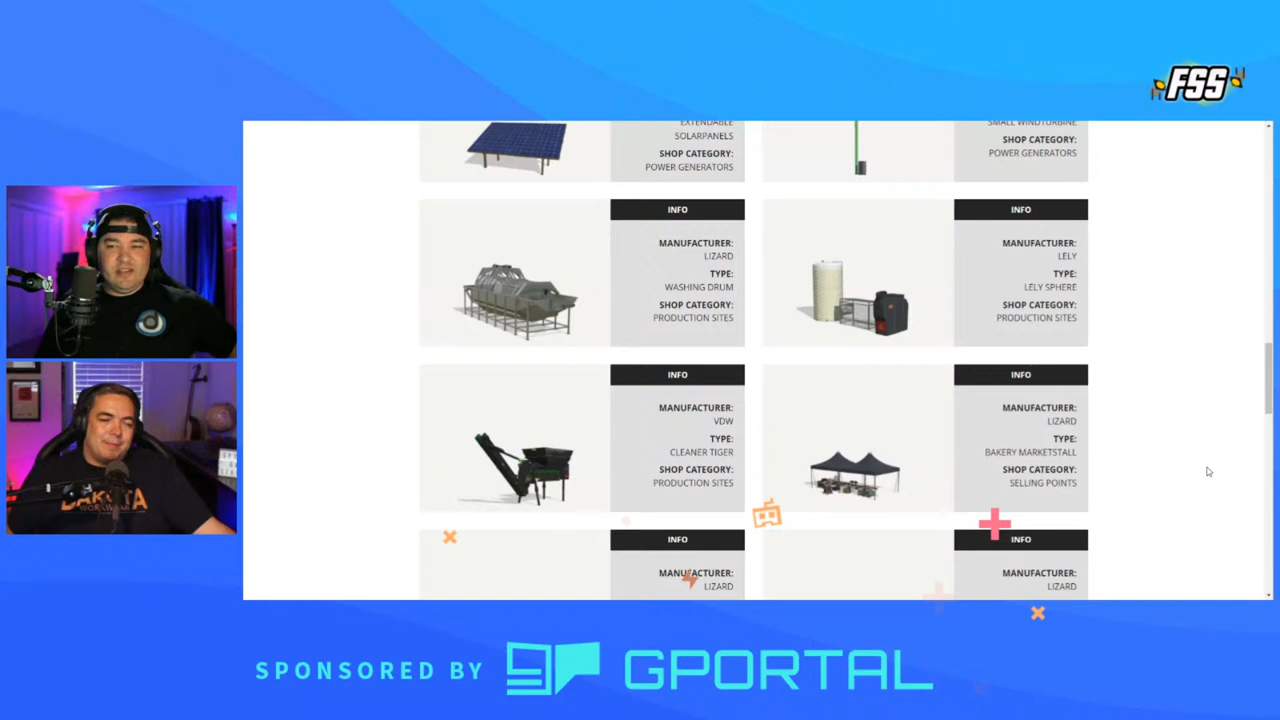 FSS
EXTENDABLE
SOLARPANELS
SHOP CATEGORY:
POWER GENERATORS
SMALL WINDTURBINE
SHOP CATEGORY:
POWER GENERATORS
INFO
MANUFACTURER:
LIZARD
TYPE:
WASHING DRUM
SHOP CATEGORY:
PRODUCTION SITES
INFO
MANUFACTURER:
LELY
TYPE:
LELY SPHERE
SHOP CATEGORY:
PRODUCTION SITES
INFO
MANUFACTURER:
VDW
TYPE:
CLEANER TIGER
SHOP CATEGORY:
PRODUCTION SITES
INFO
MANUFACTURER:
LIZARD
TYPE:
BAKERY MARKETSTALL
SHOP CATEGORY:
SELLING POINTS
INFO
MANUFACTURER:
LIZARD
INFO
MANUFACTURER:
LIZARD
DAKOTA
SPONSORED BY GPORTAL